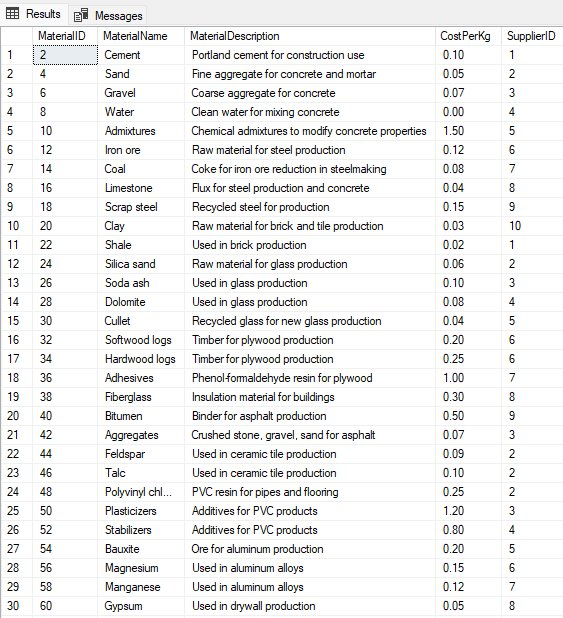 Results Messages
MaterialID MaterialName MaterialDescription CostPerKg SupplierID
1 2 Cement Portland cement for construction use 0.10 1
2 4 Sand Fine aggregate for concrete and mortar 0.05 2
3 6 Gravel Coarse aggregate for concrete 0.07 3
4 8 Water Clean water for mixing concrete 0.00 4
5 10 Admixtures Chemical admixtures to modify concrete properties 1.50 5
6 12 Iron ore Raw material for steel production 0.12 6
7 14 Coal Coke for iron ore reduction in steelmaking 0.08 7
8 16 Limestone Flux for steel production and concrete 0.04 8
9 18 Scrap steel Recycled steel for production 0.15 9
10 20 Clay Raw material for brick and tile production 0.03 10
11 22 Shale Used in brick production 0.02 1
12 24 Silica sand Raw material for glass production 0.06 2
13 26 Soda ash Used in glass production 0.10 3
14 28 Dolomite Used in glass production 0.08 4
15 30 Cullet Recycled glass for new glass production 0.04 5
16 32 Softwood logs Timber for plywood production 0.20 6
17 34 Hardwood logs Timber for plywood production 0.25 6
18 36 Adhesives Phenol-formaldehyde resin for plywood 1.00 7
19 38 Fiberglass Insulation material for buildings 0.30 8
20 40 Bitumen Binder for asphalt production 0.50 9
21 42 Aggregates Crushed stone, gravel, sand for asphalt 0.07 3
22 44 Feldspar Used in ceramic tile production 0.09 2
23 46 Talc Used in ceramic tile production 0.10 2
24 48 Polyvinyl chl... PVC resin for pipes and flooring 0.25 2
25 50 Plasticizers Additives for PVC products 1.20 3
26 52 Stabilizers Additives for PVC products 0.80 4
27 54 Bauxite Ore for aluminum production 0.20 5
28 56 Magnesium Used in aluminum alloys 0.15 6
29 58 Manganese Used in aluminum alloys 0.12 7
30 60 Gypsum Used in drywall production 0.05 8